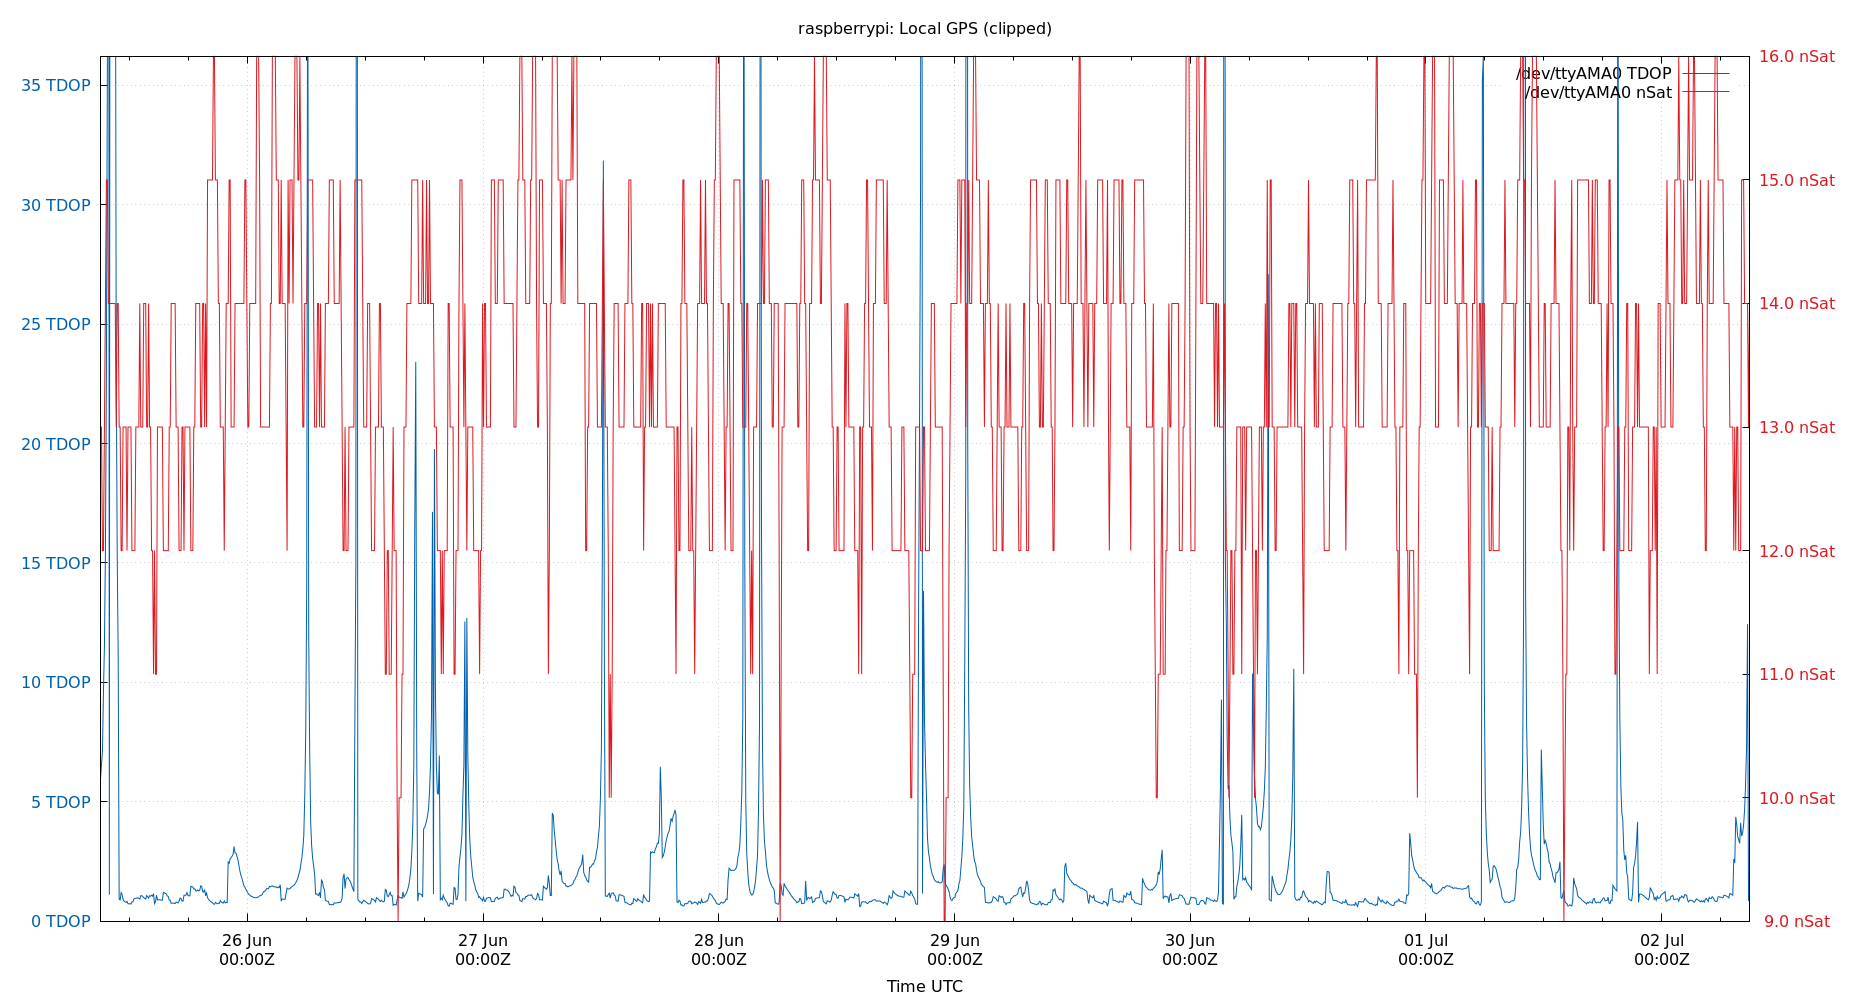 raspberrypi: Local GPS (clipped)
/dev/ttyAMA0 TDOP
/dev/ttyAMA0 nSat
35 TDOP
30 TDOP
25 TDOP
20 TDOP
15 TDOP
10 TDOP
5 TDOP
0 TDOP
16.0 nSat
15.0 nSat
14.0 nSat
13.0 nSat
12.0 nSat
11.0 nSat
10.0 nSat
9.0 nSat
26 Jun 27 Jun 28 Jun 29 Jun 30 Jun 01 Jul 02 Jul
00:00Z 00:00Z 00:00Z 00:00Z 00:00Z 00:00Z 00:00Z
Time UTC